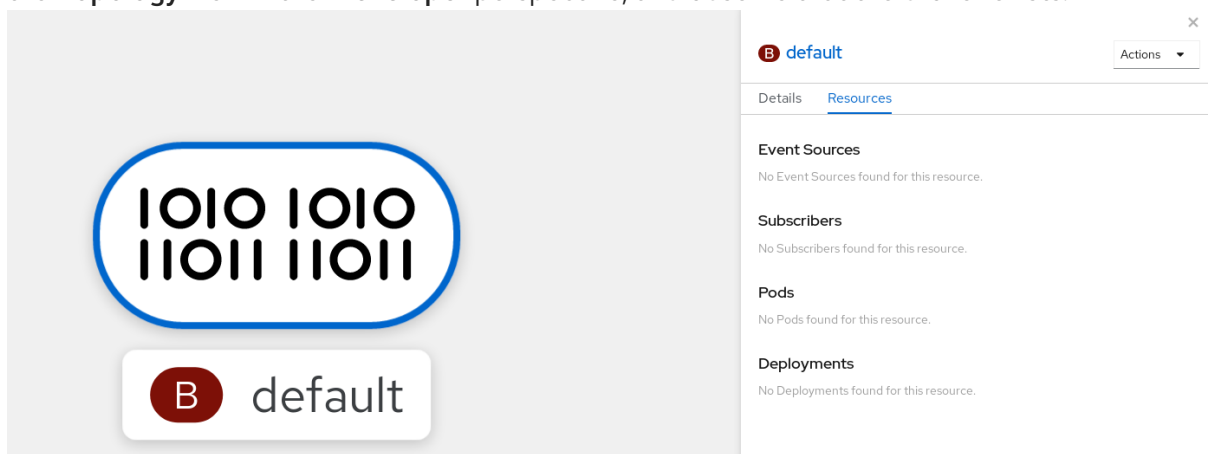 1010 1010
11011 11011
B default
× 
B default
Actions
Details Resources
Event Sources
No Event Sources found for this resource.
Subscribers
No Subscribers found for this resource.
Pods
No Pods found for this resource.
Deployments
No Deployments found for this resource.